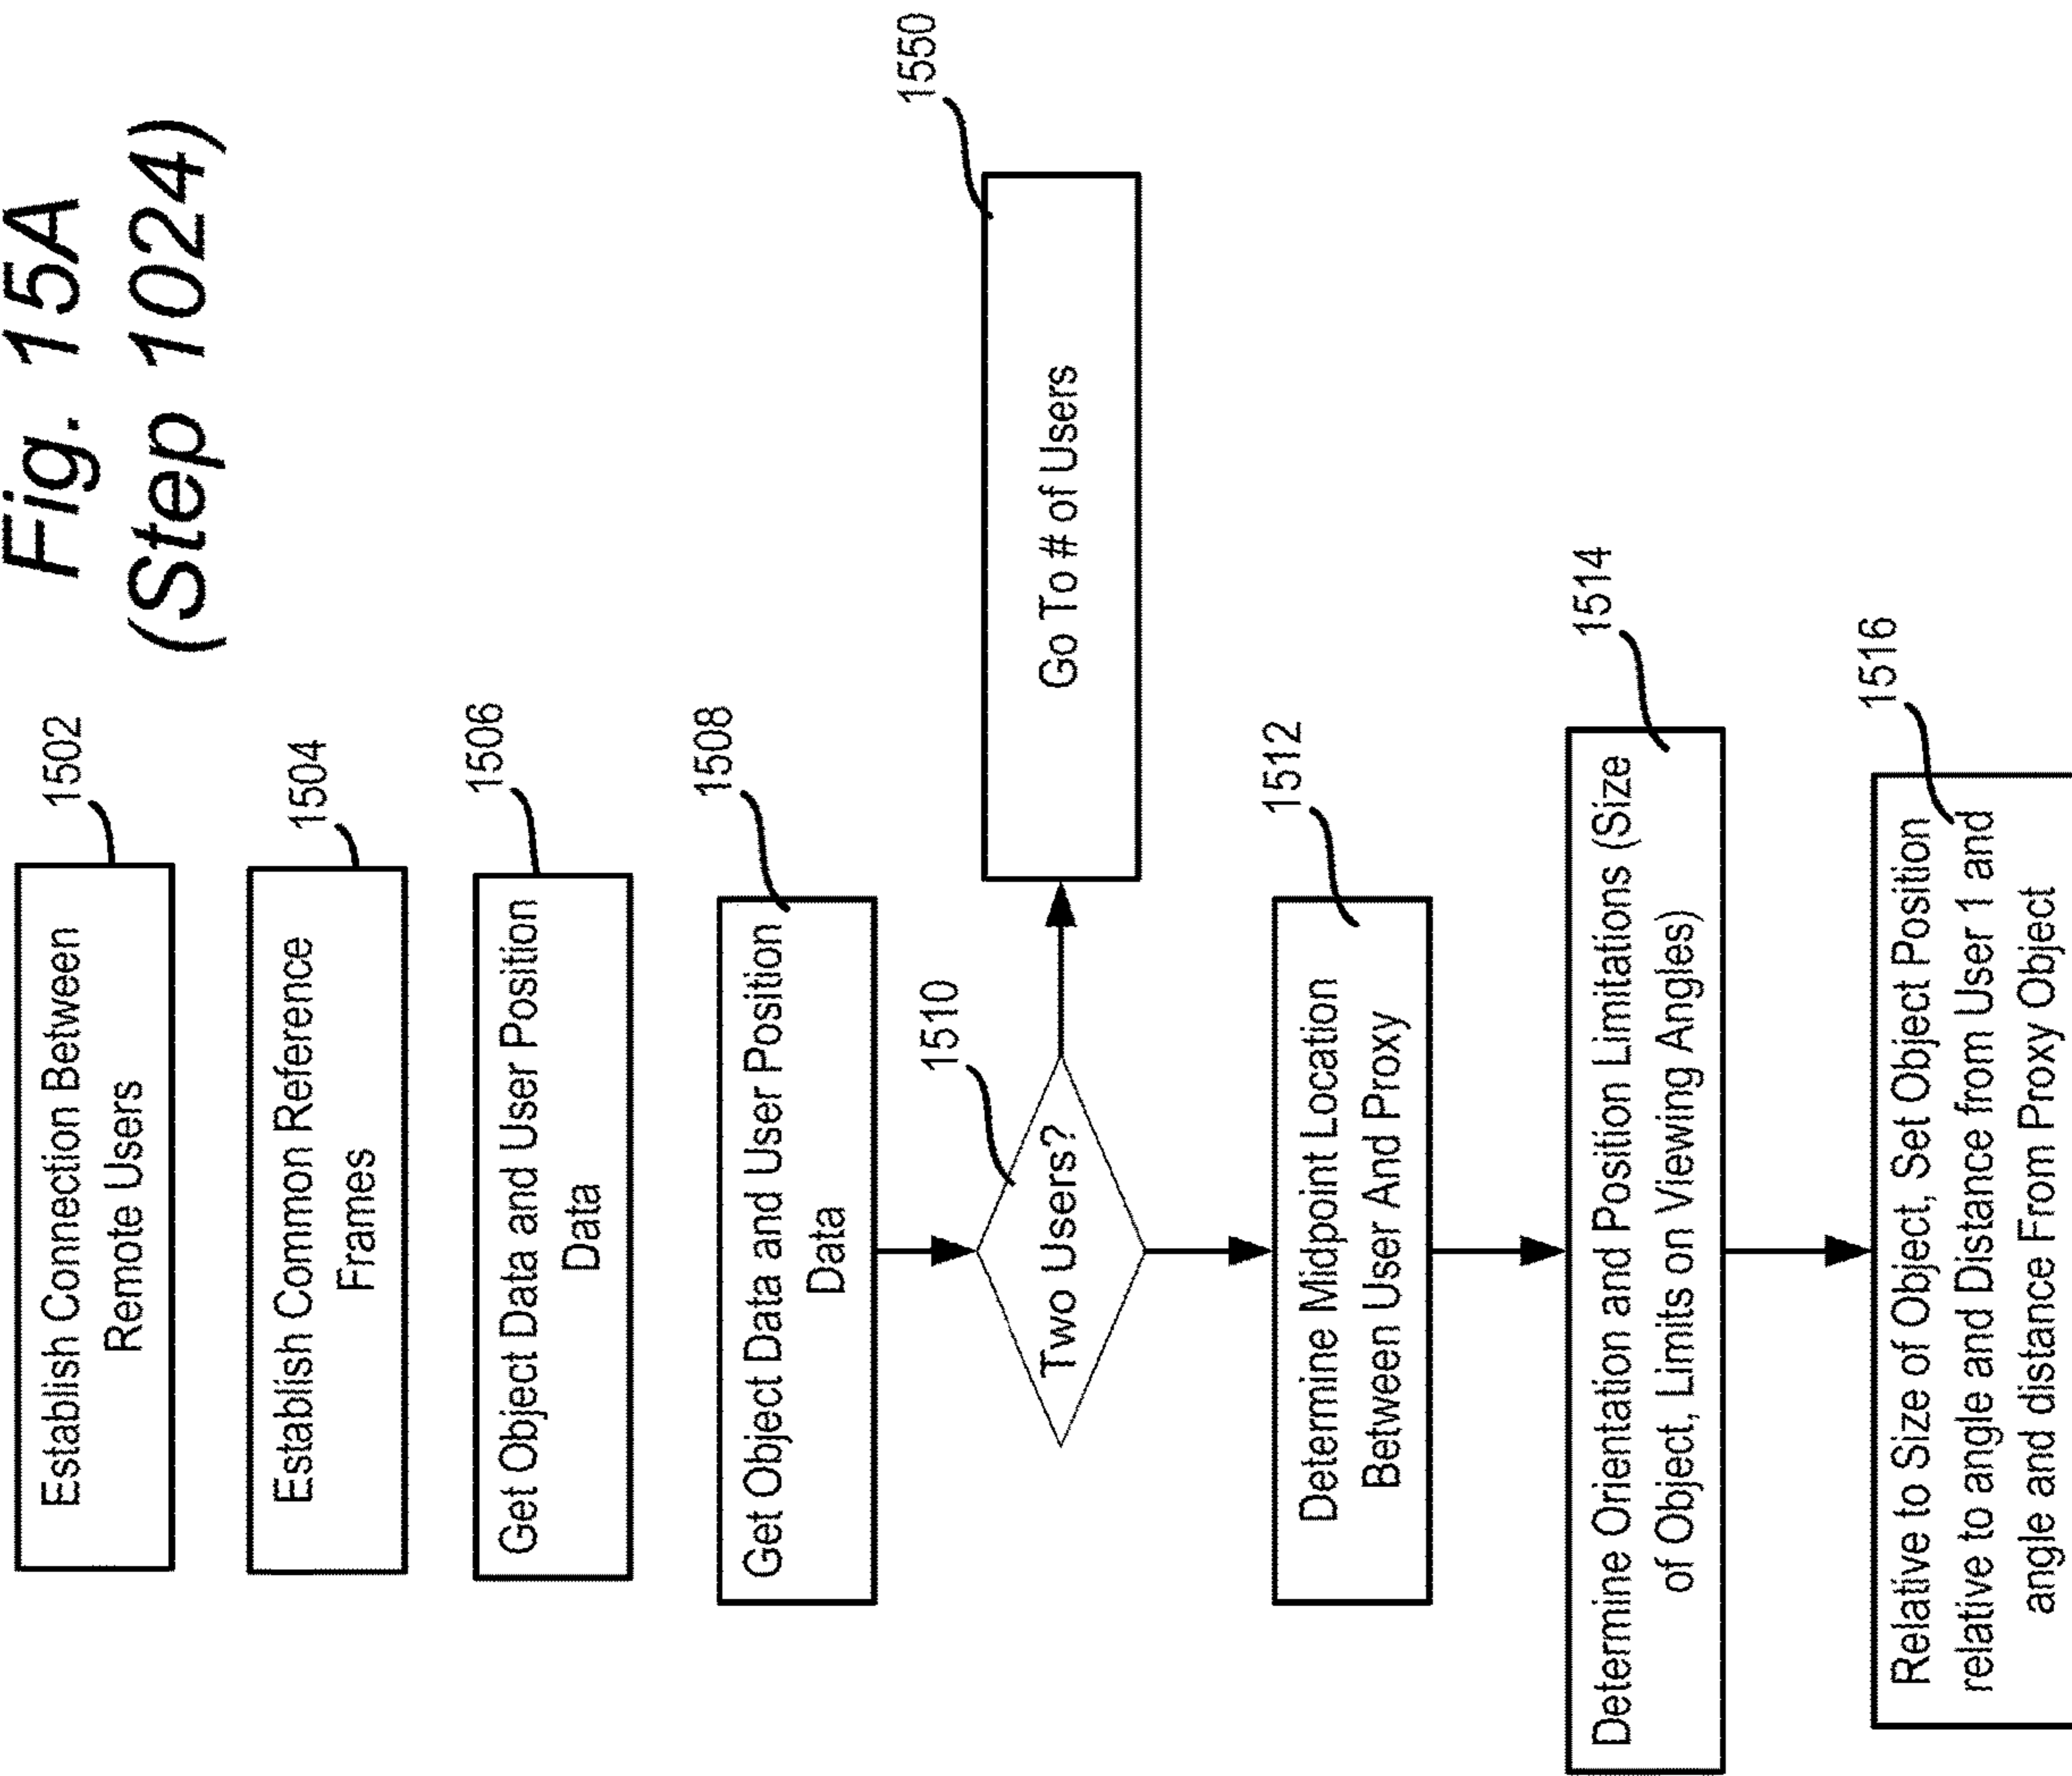 Fig. 15A
(Step 1024)
1502
Establish Connection Between
Remote Users
1504
Establish Common Reference
Frames
1506
Get Object Data and User Position
Data
1508
Get Object Data and User Position
Data
1510
Two Users?
1550
Go To # of Users
1512
Determine Midpoint Location
Between User And Proxy
1514
Determine Orientation and Position Limitations (Size
of Object, Limits on Viewing Angles)
1516
Relative to Size of Object, Set Object Position
relative to angle and Distance from User 1 and
angle and distance From Proxy Object